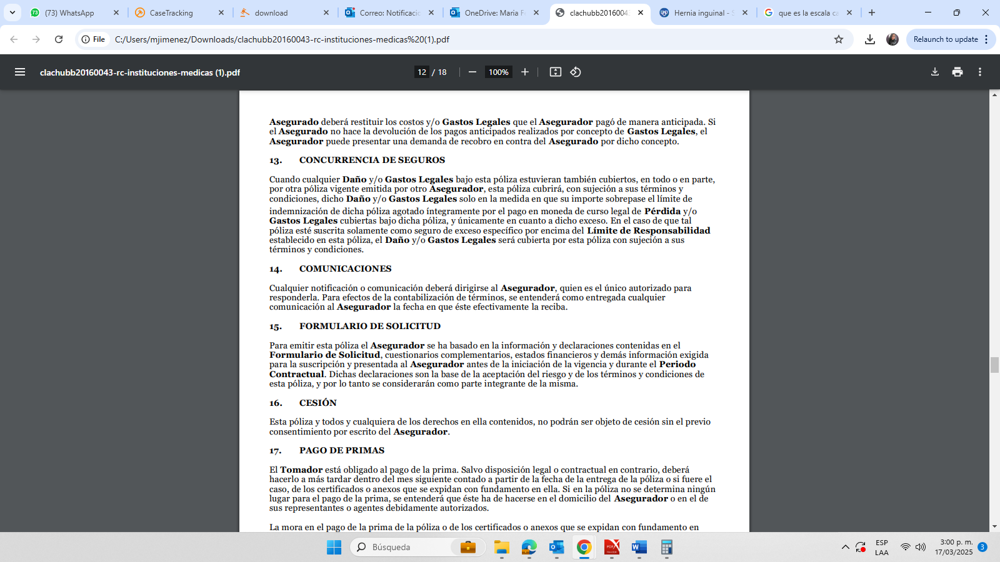 (73) WhatsApp
CaseTracking
download
Correo: Notificaci
OneDrive: Maria F
clachubb20160043
Hernia inguinal - S
que es la escala ca
File
C:/Users/mjimenez/Downloads/clachubb20160043-rc-instituciones-medicas%20(1).pdf
Relaunch to update
clachubb20160043-rc-instituciones-medicas (1).pdf
12 / 18
100%
Asegurado deberá restituir los costos y/o Gastos Legales que el Asegurador pagó de manera anticipada. Si
el Asegurado no hace la devolución de los pagos anticipados realizados por concepto de Gastos Legales, el
Asegurador puede presentar una demanda de recobro en contra del Asegurado por dicho concepto.
13. CONCURRENCIA DE SEGUROS
Cuando cualquier Daño y/o Gastos Legales bajo esta póliza estuvieran también cubiertos, en todo o en parte,
por otra póliza vigente emitida por otro Asegurador, esta póliza cubrirá, con sujeción a sus términos y
condiciones, dicho Daño y/o Gastos Legales solo en la medida en que su importe sobrepase el límite de
indemnización de dicha póliza agotado íntegramente por el pago en moneda de curso legal de Pérdida y/o
Gastos Legales cubiertas bajo dicha póliza, y únicamente en cuanto a dicho exceso. En el caso de que tal
póliza esté suscrita solamente como seguro de exceso específico por encima del Límite de Responsabilidad
establecido en esta póliza, el Daño y/o Gastos Legales será cubierta por esta póliza con sujeción a sus
términos y condiciones.
14. COMUNICACIONES
Cualquier notificación o comunicación deberá dirigirse al Asegurador, quien es el único autorizado para
responderla. Para efectos de la contabilización de términos, se entenderá como entregada cualquier
comunicación al Asegurador la fecha en que éste efectivamente la reciba.
15. FORMULARIO DE SOLICITUD
Para emitir esta póliza el Asegurador se ha basado en la información y declaraciones contenidas en el
Formulario de Solicitud, cuestionarios complementarios, estados financieros y demás información exigida
para la suscripción y presentada al Asegurador antes de la iniciación de la vigencia y durante el Periodo
Contractual. Dichas declaraciones son la base de la aceptación del riesgo y de los términos y condiciones de
esta póliza, y por lo tanto se considerarán como parte integrante de la misma.
16. CESIÓN
Esta póliza y todos y cualquiera de los derechos en ella contenidos, no podrán ser objeto de cesión sin el previo
consentimiento por escrito del Asegurador.
17. PAGO DE PRIMAS
El Tomador está obligado al pago de la prima. Salvo disposición legal o contractual en contrario, deberá
hacerlo a más tardar dentro del mes siguiente contado a partir de la fecha de la entrega de la póliza o si fuere el
caso, de los certificados o anexos que se expidan con fundamento en ella. Si en la póliza no se determina ningún
lugar para el pago de la prima, se entenderá que éste ha de hacerse en el domicilio del Asegurador o en el de
sus representantes o agentes debidamente autorizados.
La mora en el pago de la prima de la póliza o de los certificados o anexos que se expidan con fundamento en
Búsqueda
ESP
LAA
3:00 p. m.
17/03/2025
3